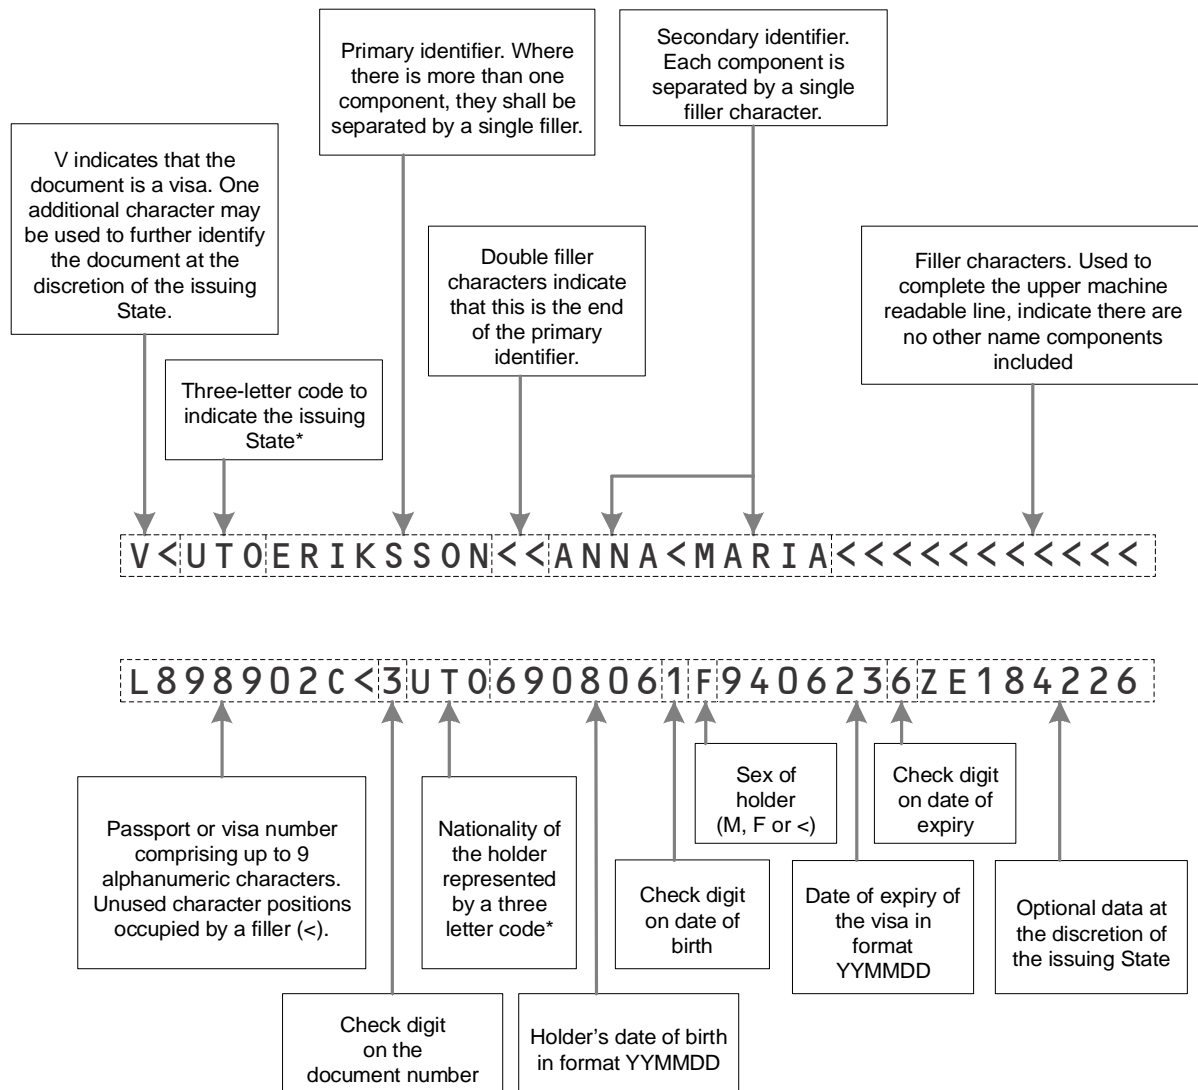 Primary identifier. Where
there is more than one
component, they shall be
separated by a single filler.
Secondary identifier.
Each component is
separated by a single
filler character.
V indicates that the
document is a visa. One
additional character may
be used to further identify
the document at the
discretion of the issuing
State.
Double filler
characters indicate
that this is the end
of the primary
identifier.
Filler characters. Used to
complete the upper machine
readable line, indicate there are
no other name components
included
Three-letter code to
indicate the issuing
State*
V<UTOERIKSSON<<ANNA<MARIA<<<<<<<<<<<
L898902C<3UTO6908061F9406236ZE184226
Passport or visa number
comprising up to 9
alphanumeric characters.
Unused character positions
occupied by a filler (<).
Check digit
on the
document number
Nationality of
the holder
represented
by a three
letter code*
Holder's date of birth
in format YYMMDD
Check digit
on date of
birth
Sex of
holder
(M, F or <)
Date of expiry of
the visa in
format
YYMMDD
Check digit
on date of
expiry
Optional data at
the discretion of
the issuing State